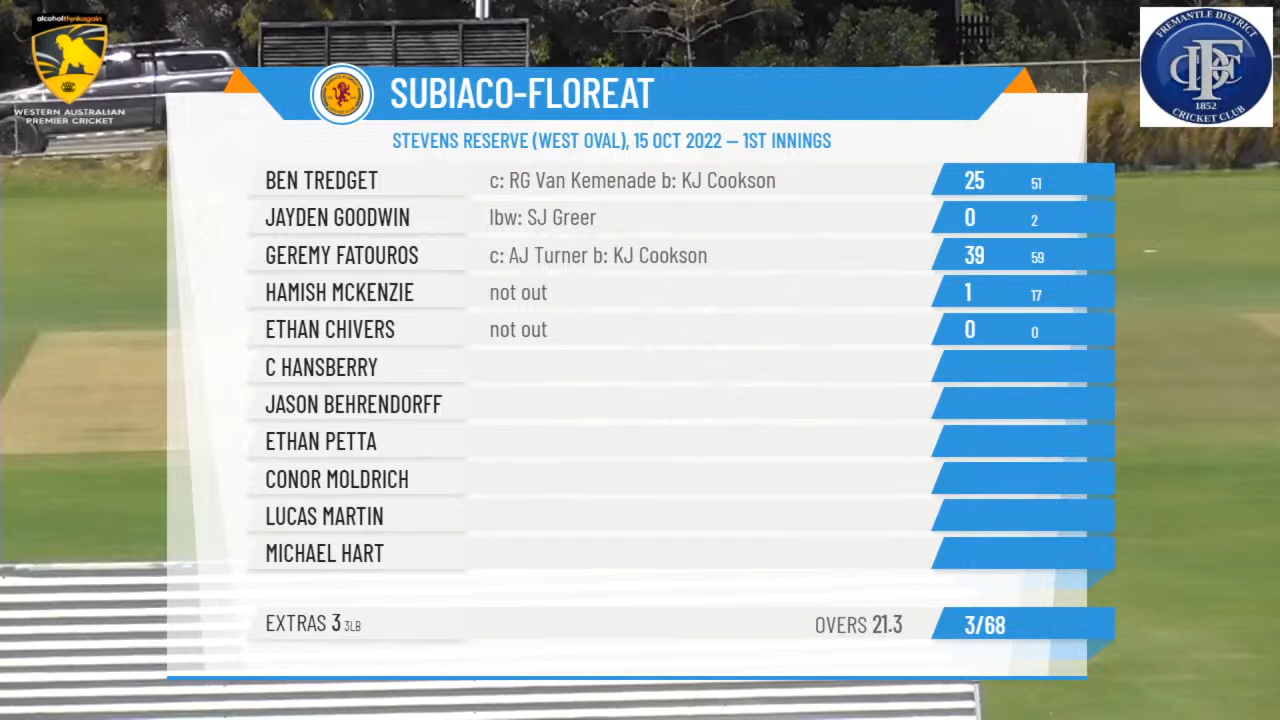 alcoholthinkagain
WESTERN AUSTRALIAN
PREMIER CRICKET
FREMANTLE DISTRICT
1852
CRICKET CLUB
SUBIACO-FLOREAT
STEVENS RESERVE (WEST OVAL), 15 OCT 2022 – 1ST INNINGS
BEN TREDGET c: RG Van Kemenade b: KJ Cookson 25 51
JAYDEN GOODWIN lbw: SJ Greer 0 2
GEREMY FATOUROS c: AJ Turner b: KJ Cookson 39 59
HAMISH MCKENZIE not out 1 17
ETHAN CHIVERS not out 0 0
C HANSBERRY
JASON BEHRENDORFF
ETHAN PETTA
CONOR MOLDRICH
LUCAS MARTIN
MICHAEL HART
EXTRAS 3 3LB OVERS 21.3 3/68